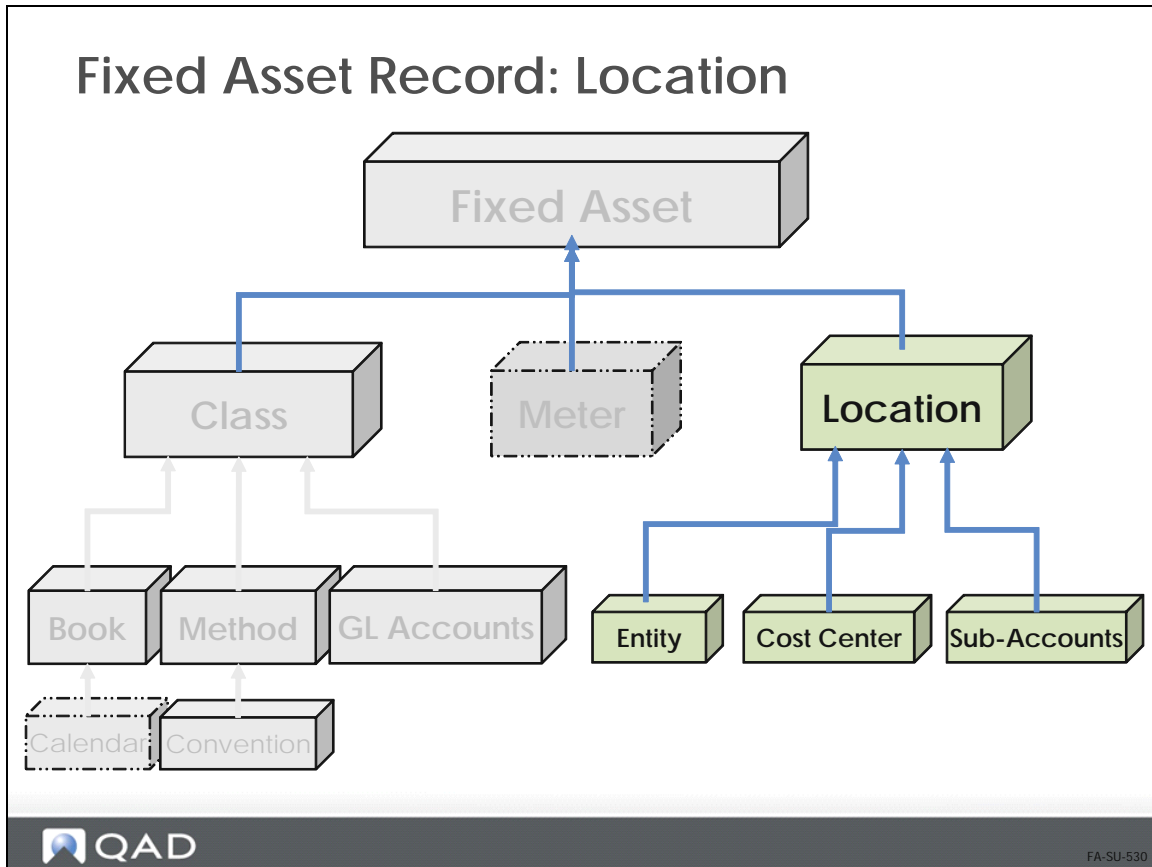 Fixed Asset Record: Location
Fixed Asset
Class
Meter
Location
Book
Method
GL Accounts
Entity
Cost Center
Sub-Accounts
Calendar
Convention
QAD
FA-SU-530